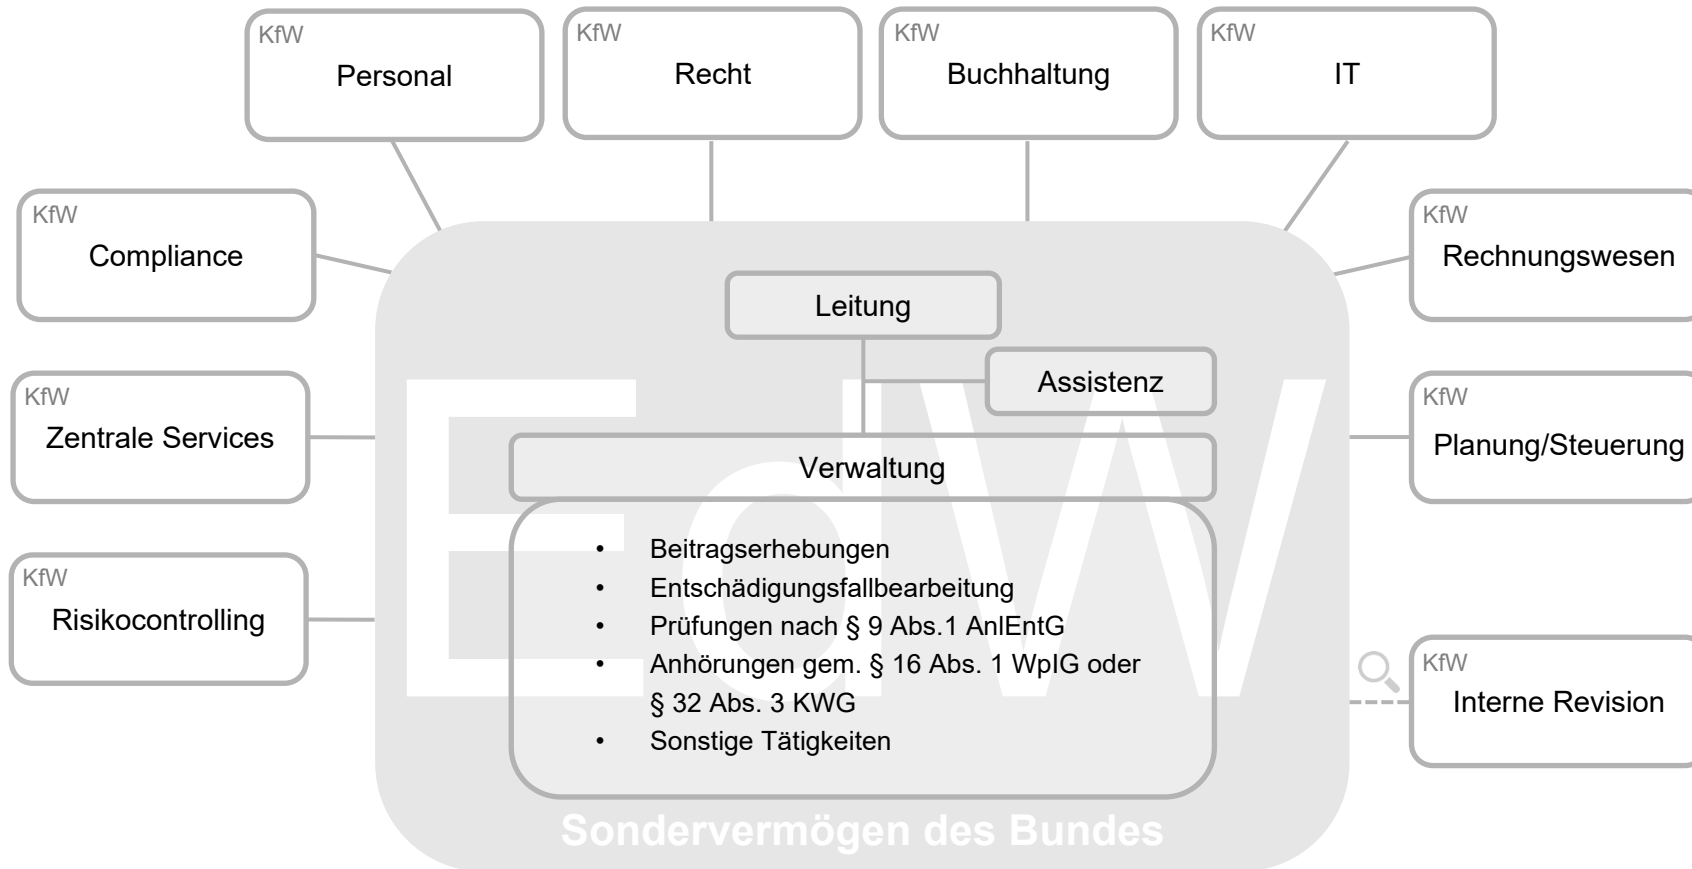 KfW
Personal
KfW
Recht
KfW
Buchhaltung
KfW
IT
KfW
Compliance
KfW
Rechnungswesen
KfW
Zentrale Services
KfW
Planung/Steuerung
KfW
Risikocontrolling
KfW
Interne Revision
EdW
Leitung
Assistenz
Verwaltung
• Beitragserhebungen
• Entschädigungsfallbearbeitung
• Prüfungen nach § 9 Abs.1 AnlEntG
• Anhörungen gem. § 16 Abs. 1 WpIG oder
§ 32 Abs. 3 KWG
• Sonstige Tätigkeiten
Sondervermögen des Bundes